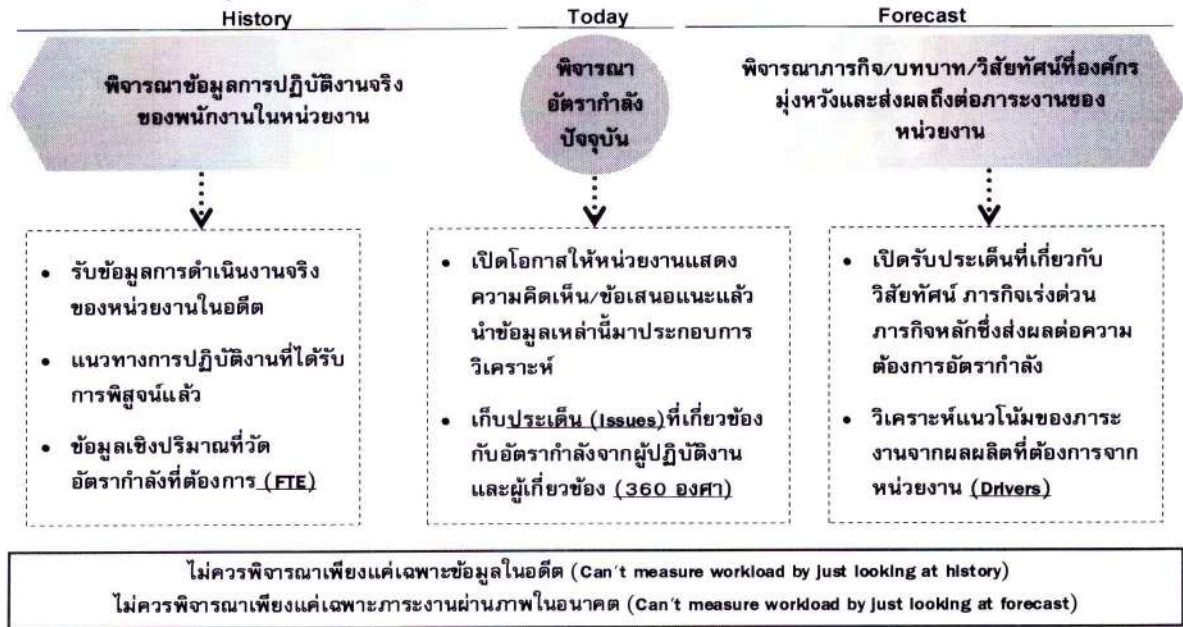 History
Today
Forecast
พิจารณาข้อมูลการปฏิบัติงานจริง
ของพนักงานในหน่วยงาน
พิจารณา
อัตรากำลัง
ปัจจุบัน
พิจารณาภารกิจ/บทบาท/วิสัยทัศน์ที่องค์กร
มุ่งหวังและส่งผลถึงต่อภาระงานของ
หน่วยงาน
• รับข้อมูลการดำเนินงานจริง
ของหน่วยงานในอดีต
• แนวทางการปฏิบัติงานที่ได้รับ
การพิสูจน์แล้ว
• ข้อมูลเชิงปริมาณที่วัด
อัตรากำลังที่ต้องการ (FTE)
• เปิดโอกาสให้หน่วยงานแสดง
ความคิดเห็น/ข้อเสนอแนะแล้ว
นำข้อมูลเหล่านี้มาประกอบการ
วิเคราะห์
• เก็บประเด็น (Issues)ที่เกี่ยวข้อง
กับอัตรากำลังจากผู้ปฏิบัติงาน
และผู้เกี่ยวข้อง (360 องศา)
• เปิดรับประเด็นที่เกี่ยวกับ
วิสัยทัศน์ ภารกิจเร่งด่วน
ภารกิจหลักซึ่งส่งผลต่อความ
ต้องการอัตรากำลัง
• วิเคราะห์แนวโน้มของภาระ
งานจากผลผลิตที่ต้องการจาก
หน่วยงาน (Drivers)
ไม่ควรพิจารณาเพียงแค่เฉพาะข้อมูลในอดีต (Can't measure workload by just looking at history)
ไม่ควรพิจารณาเพียงแค่เฉพาะภาระงานผ่านภาพในอนาคต (Can't measure workload by just looking at forecast)